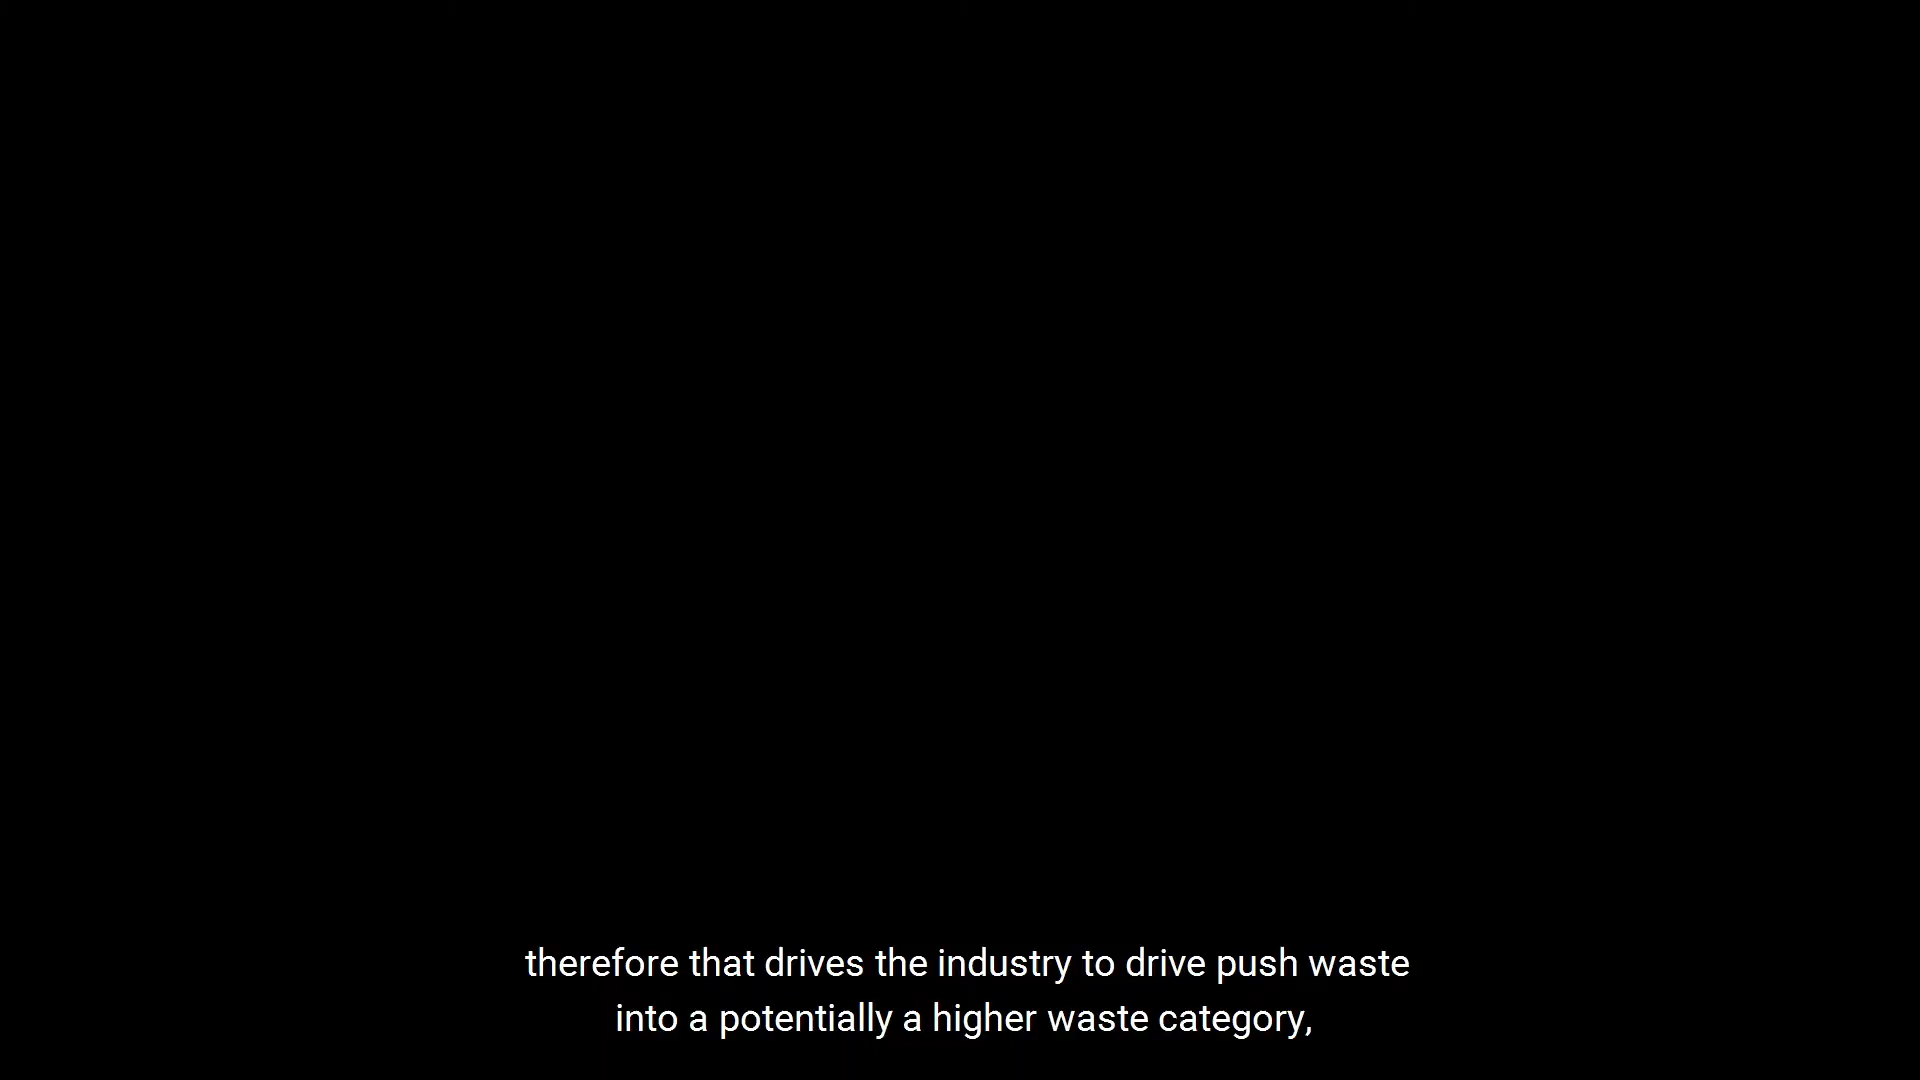 therefore that drives the industry to drive push waste
into a potentially a higher waste category,